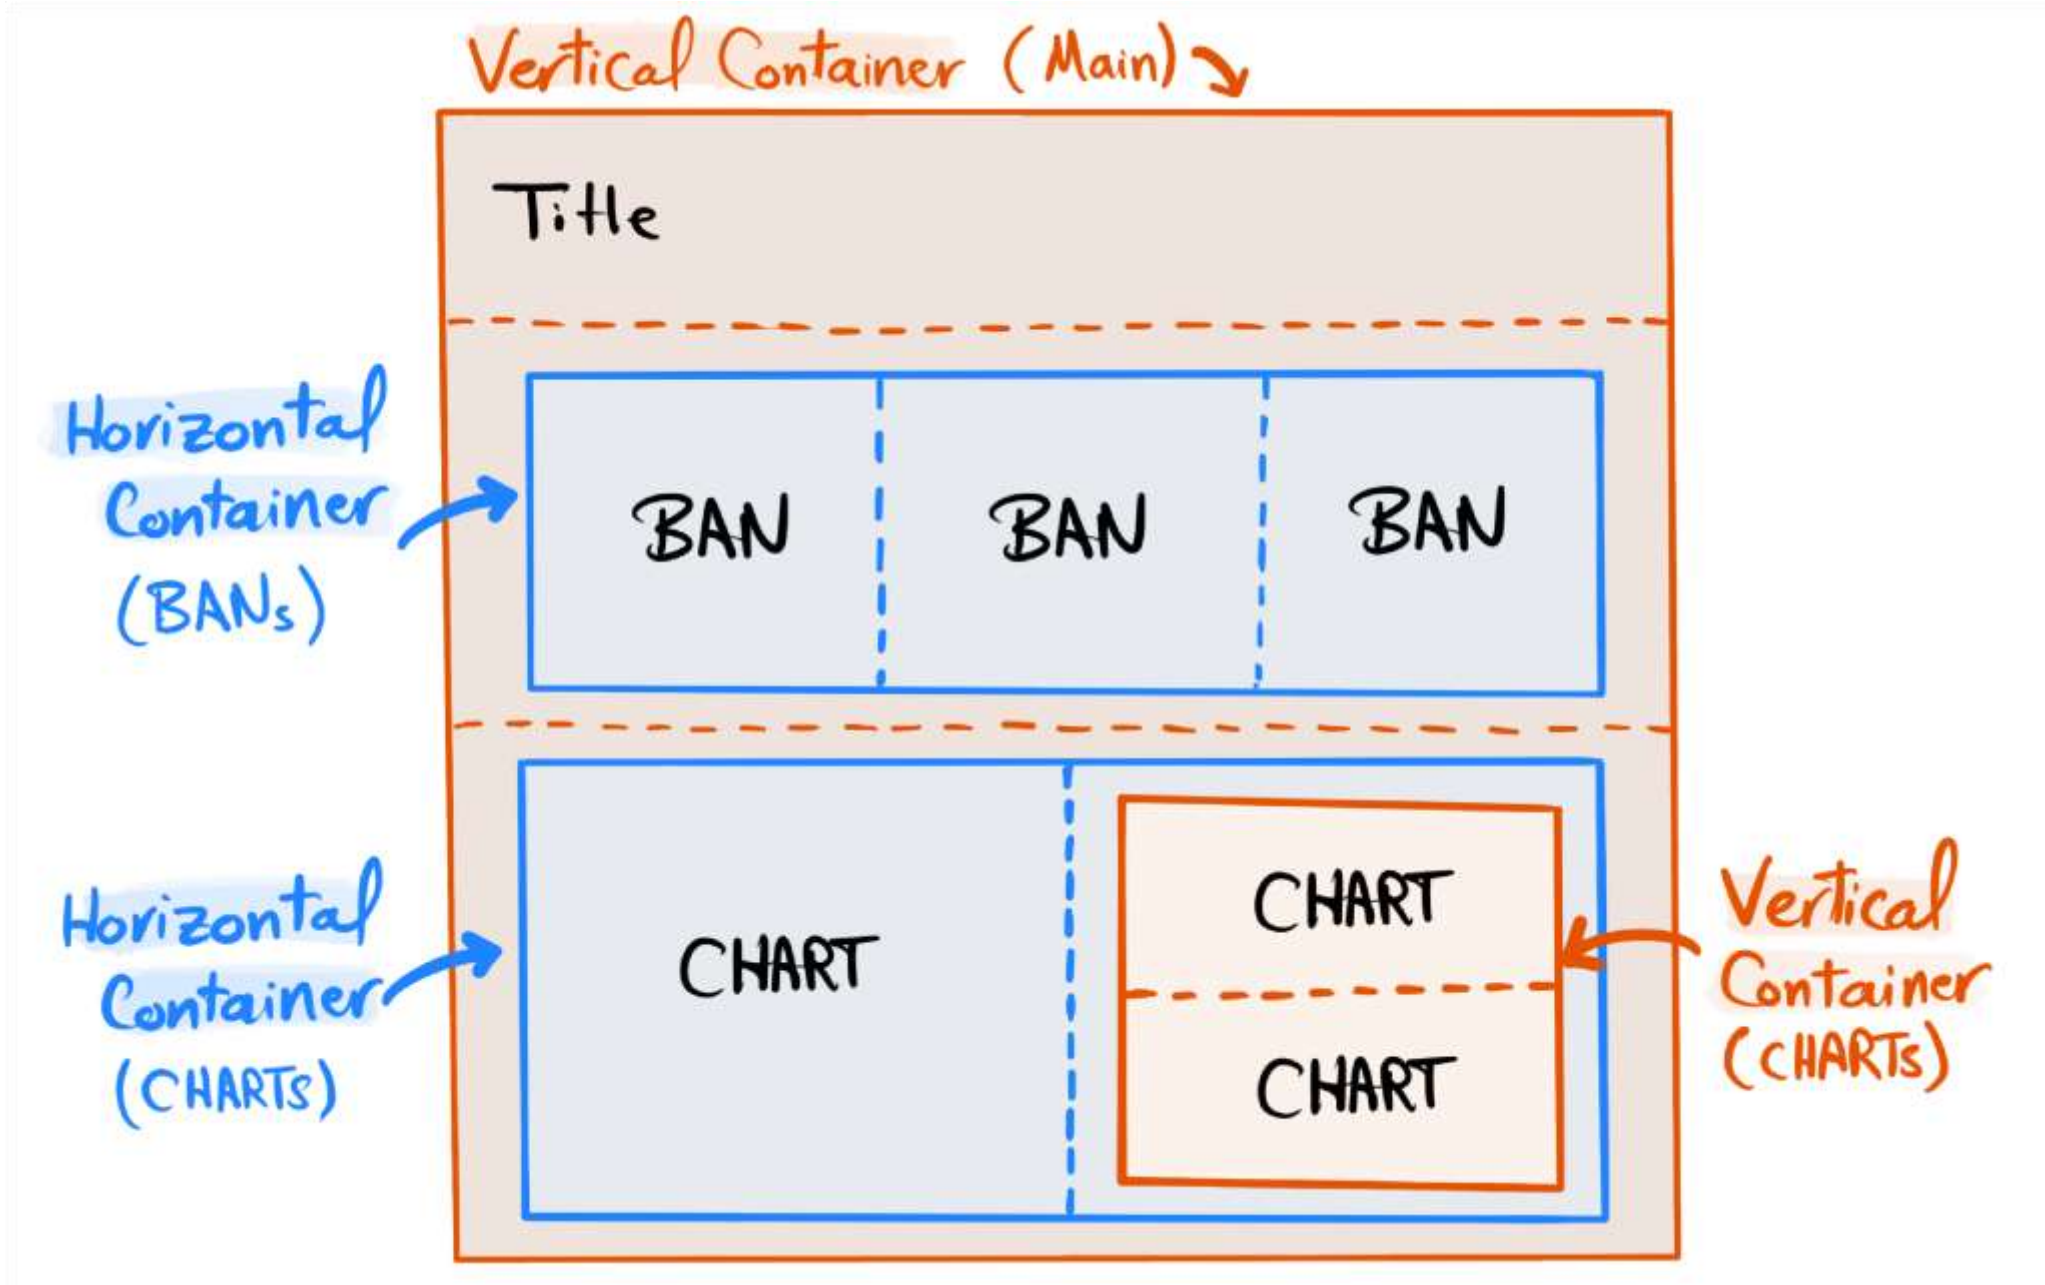 Vertical Container (Main)
Title
Horizontal
Container
(BANs)
BAN BAN BAN
Horizontal
Container
(CHARTS)
CHART
CHART
CHART
Vertical
Container
(CHARTs)